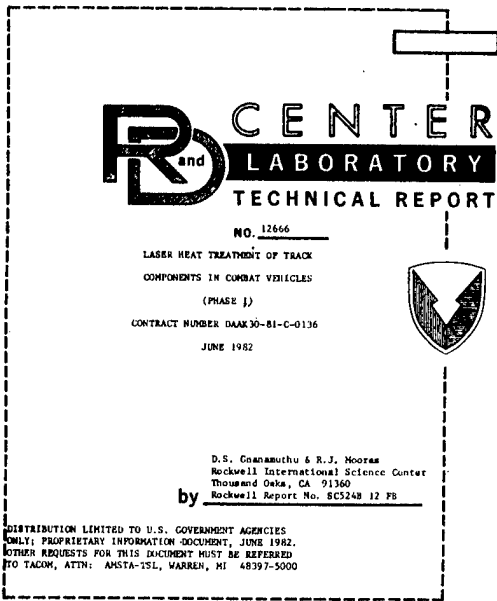 CENTER
R and D LABORATORY
TECHNICAL REPORT
NO. 12666
LASER HEAT TREATMENT OF TRACK
COMPONENTS IN COMBAT VEHICLES
(PHASE I)
CONTRACT NUMBER DAAK30-81-C-0136
JUNE 1982
D.S. Gnanamuthu & R.J. Moores
Rockwell International Science Center
Thousand Oaks, CA 91360
by Rockwell Report No. SC5248 12 FB
DISTRIBUTION LIMITED TO U.S. GOVERNMENT AGENCIES
ONLY; PROPRIETARY INFORMATION DOCUMENT, JUNE 1982.
OTHER REQUESTS FOR THIS DOCUMENT MUST BE REFERRED
TO TACOM, ATTN: AMSTA-TSL, WARREN, MI 48397-5000